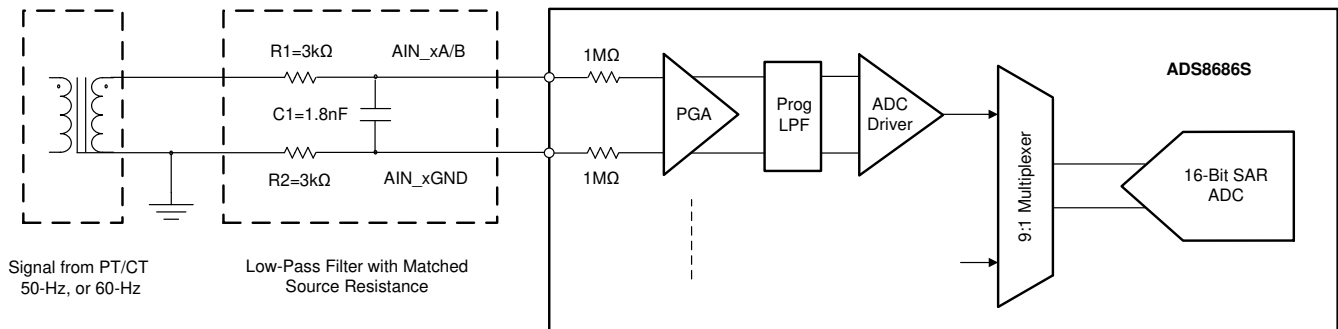 R1=3kΩ
AIN_xA/B
C1=1.8nF
R2=3kΩ
AIN_xGND
Signal from PT/CT
50-Hz, or 60-Hz
Low-Pass Filter with Matched
Source Resistance
1MΩ
1MΩ
PGA
Prog
LPF
ADC
Driver
9:1 Multiplexer
ADS8686S
16-Bit SAR
ADC